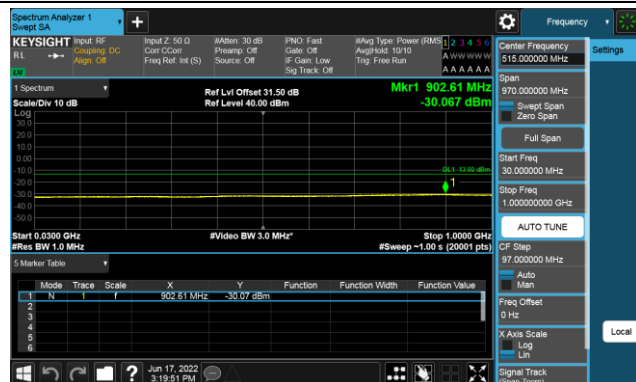 Spectrum Analyzer 1
Swept SA
Frequency
KEYSIGHT
RL
Input: RF
Coupling: DC
Align: Off
Input Z: 50 Ω
Corr CCorr
Freq Ref: Int (S)
#Atten: 30 dB
Preamp: Off
Source: Off
PNO: Fast
Gate: Off
IF Gain: Low
Sig Track: Off
#Avg Type: Power (RMS
Avg|Hold: 10/10
Trig: Free Run
1 2 3 4 5 6
A W W W W W
A A A A A A
LV
1 Spectrum
Scale/Div 10 dB
Ref Lvl Offset 31.50 dB
Ref Level 40.00 dBm
Mkr1 902.61 MHz
-30.067 dBm
Log
30.0
20.0
10.0
0.00
-10.0
-20.0
-30.0
-40.0
-50.0
DL1 -13.00 dBm
1
Start 0.0300 GHz
#Res BW 1.0 MHz
#Video BW 3.0 MHz*
Stop 1.0000 GHz
#Sweep ~1.00 s (20001 pts)
5 Marker Table
Mode Trace Scale X Y Function Function Width Function Value
1 N 1 f 902.61 MHz -30.07 dBm
2
3
4
5
6
Jun 17, 2022
3:19:51 PM
Center Frequency
515.000000 MHz
Settings
Span
970.000000 MHz
Swept Span
Zero Span
Full Span
Start Freq
30.000000 MHz
Stop Freq
1.000000000 GHz
AUTO TUNE
CF Step
97.000000 MHz
Auto
Man
Freq Offset
0 Hz
X Axis Scale
Log
Lin
Local
Signal Track
(Span Zoom)